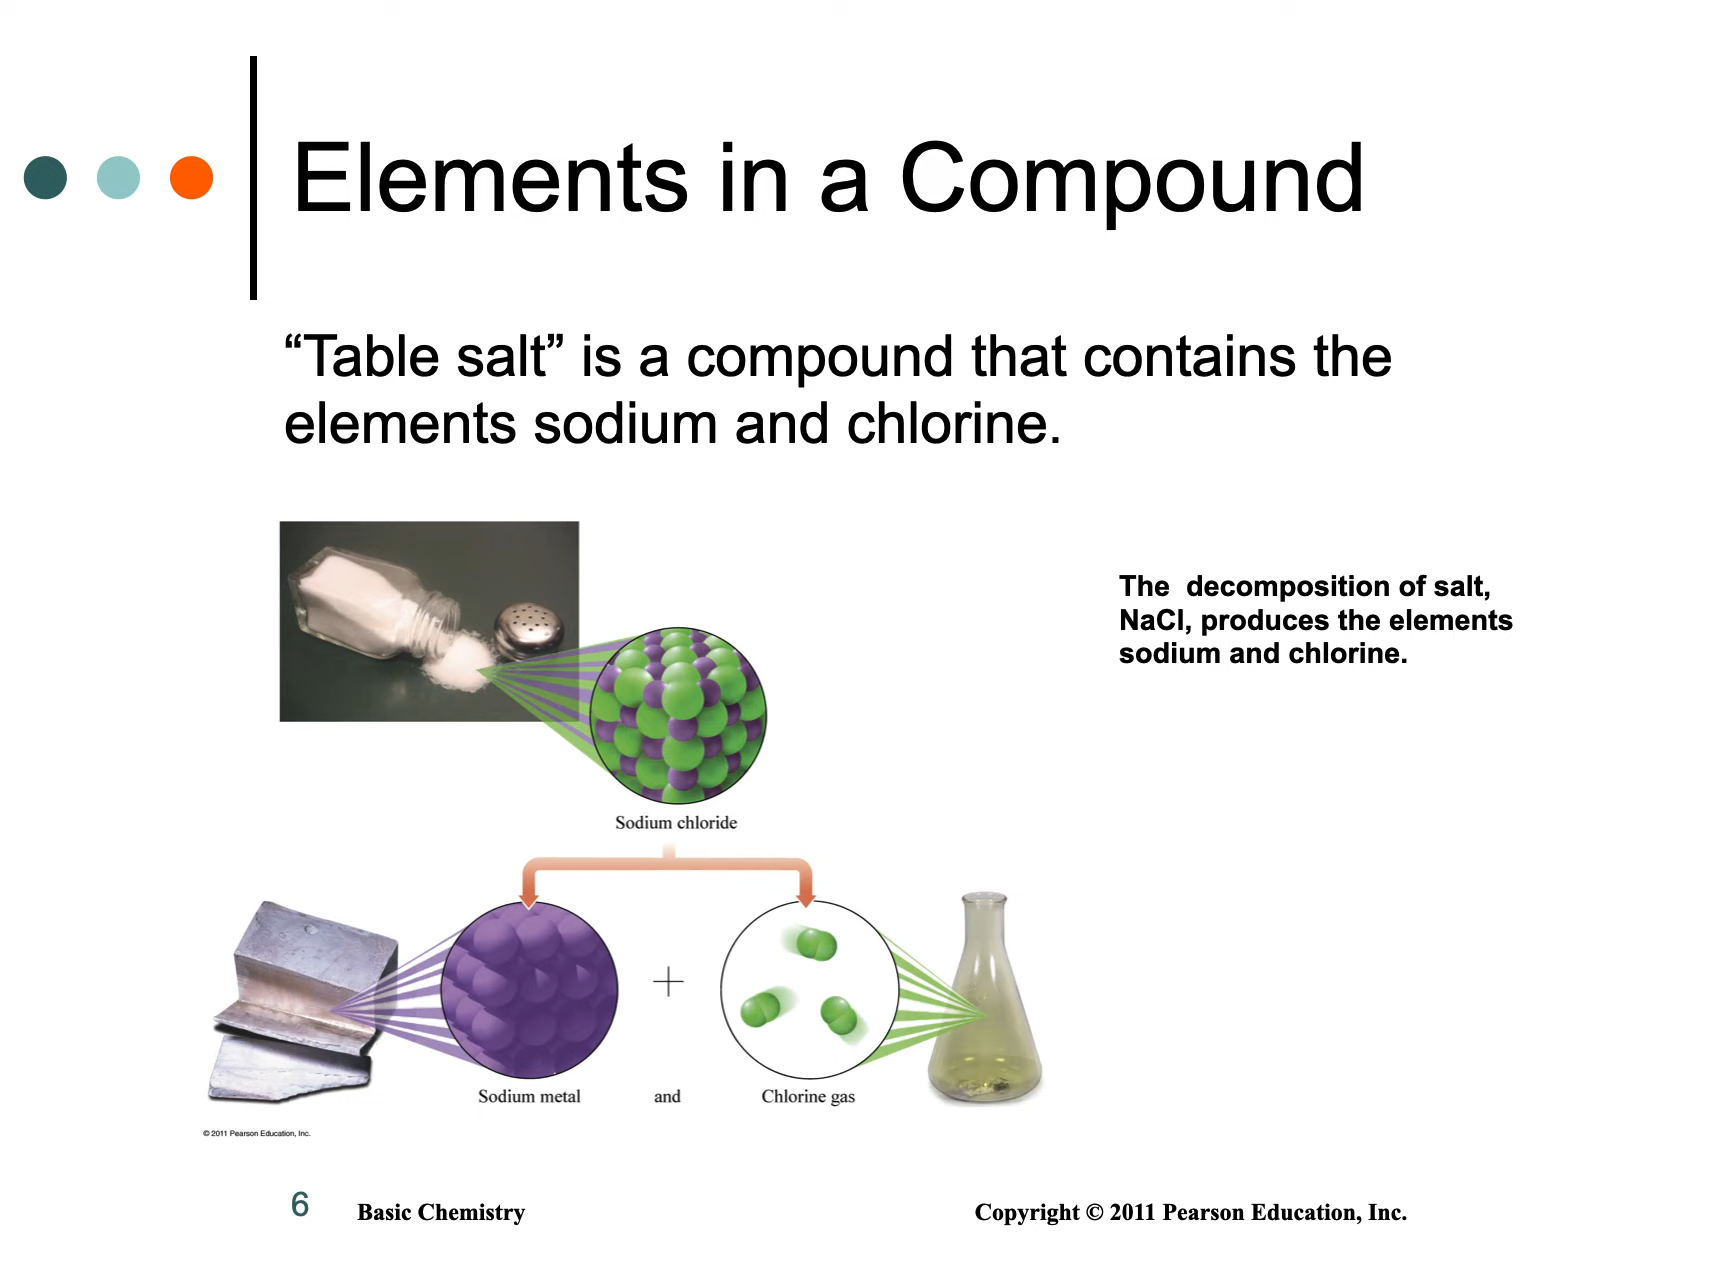 Elements in a Compound
“Table salt” is a compound that contains the
elements sodium and chlorine.
The  decomposition of salt,
NaCl, produces the elements
sodium and chlorine.
Sodium chloride
+
Sodium metal and Chlorine gas
© 2011 Pearson Education, Inc.
6 Basic Chemistry Copyright © 2011 Pearson Education, Inc.